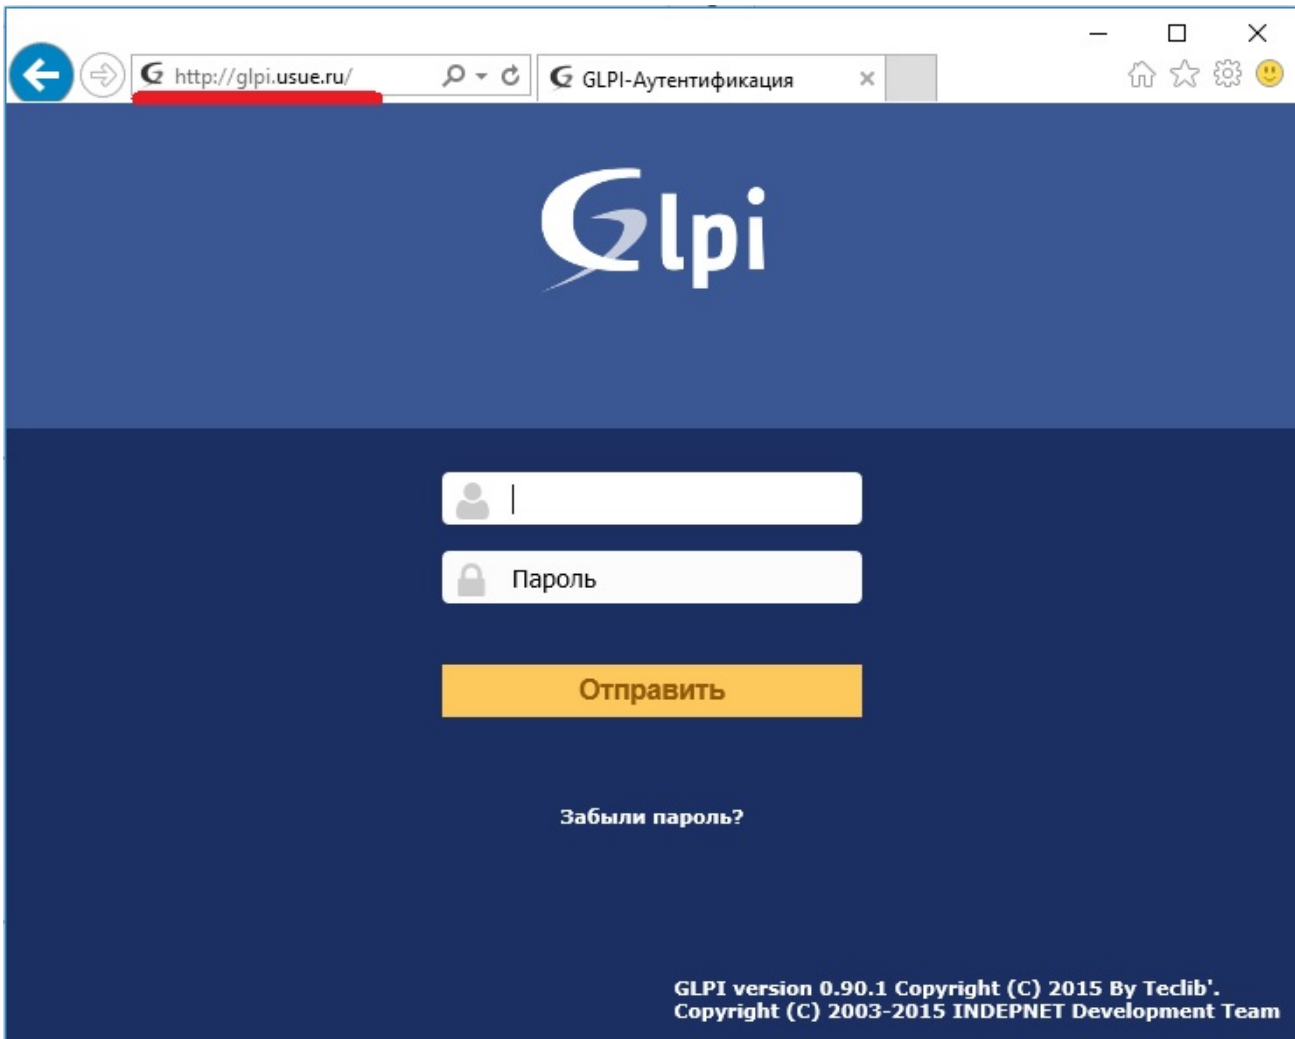 http://glpi.usue.ru/
GLPI-Аутентификация
Glpi
Пароль
Отправить
Забыли пароль?
GLPI version 0.90.1 Copyright (C) 2015 By Teclib'.
Copyright (C) 2003-2015 INDEPNET Development Team